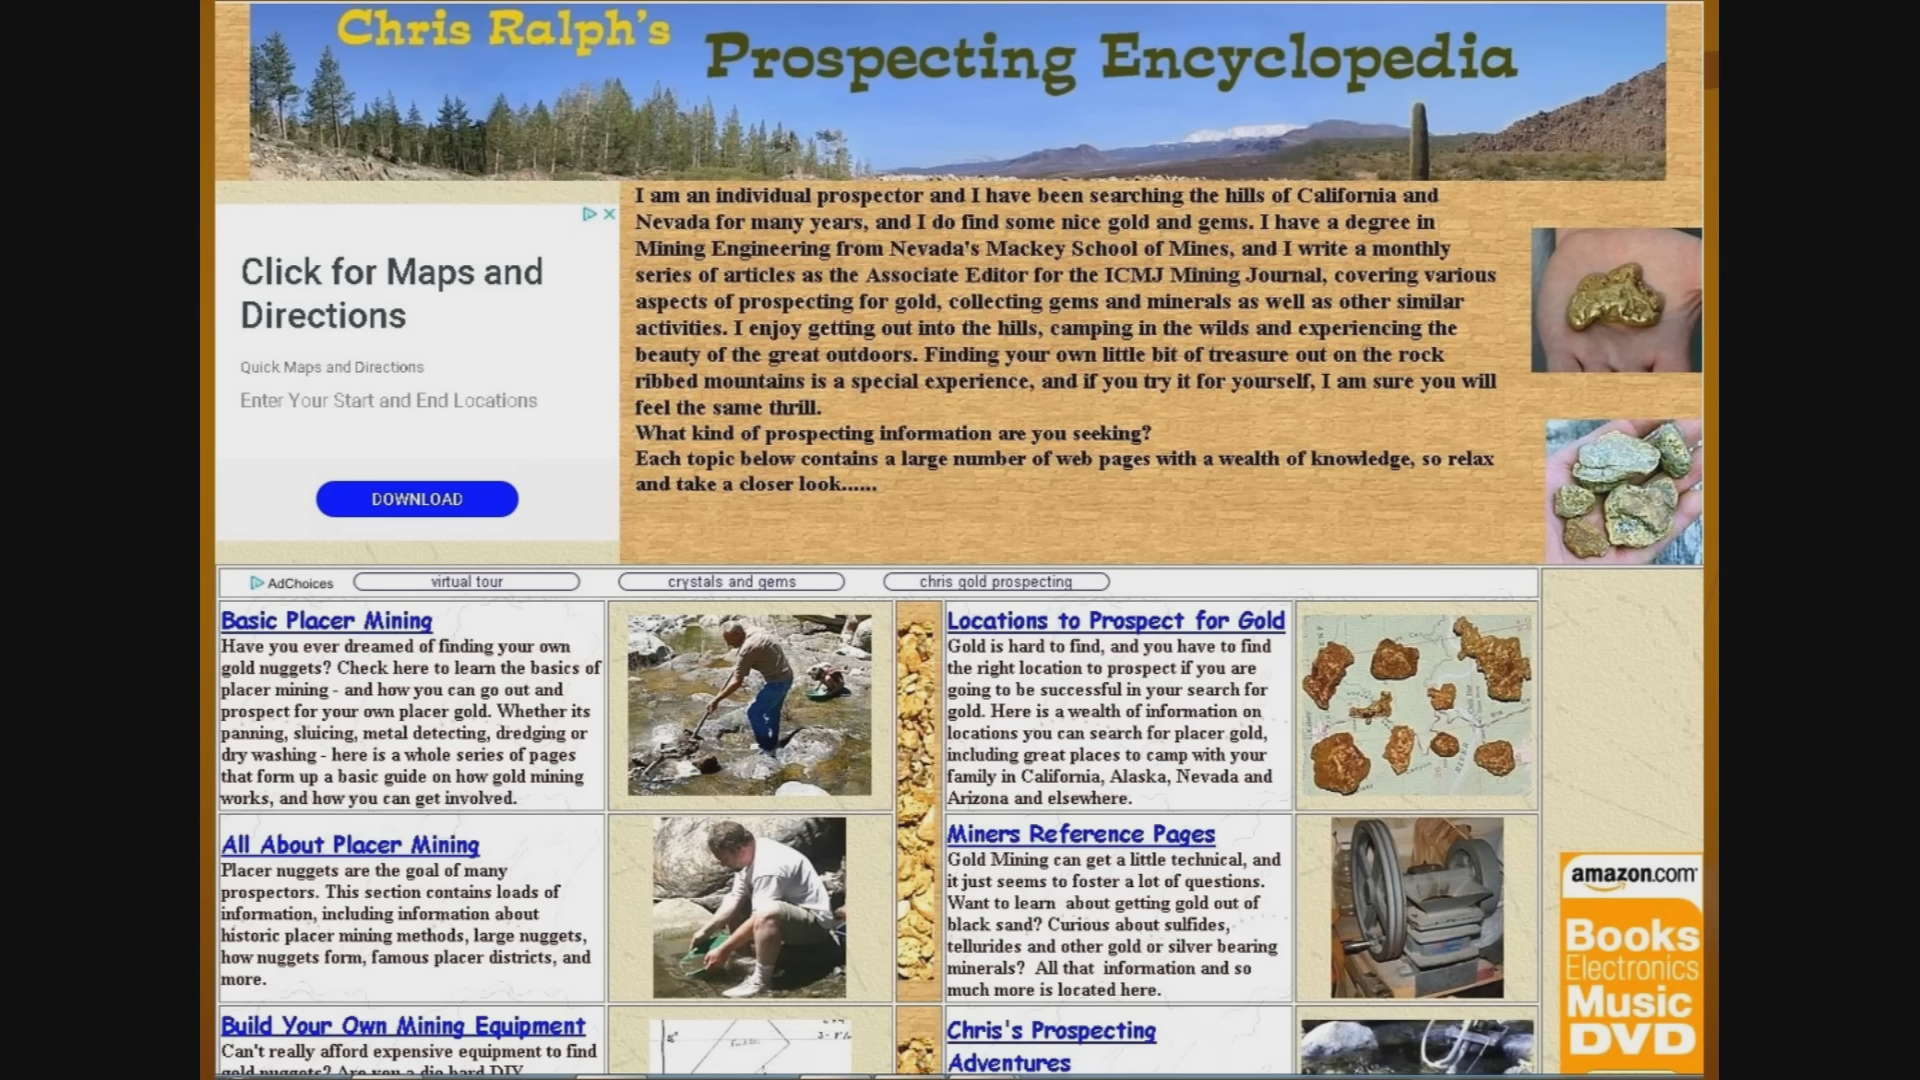 Chris Ralph's
Prospecting Encyclopedia
I am an individual prospector and I have been searching the hills of California and
Nevada for many years, and I do find some nice gold and gems. I have a degree in
Mining Engineering from Nevada's Mackey School of Mines, and I write a monthly
series of articles as the Associate Editor for the ICMJ Mining Journal, covering various
aspects of prospecting for gold, collecting gems and minerals as well as other similar
activities. I enjoy getting out into the hills, camping in the wilds and experiencing the
beauty of the great outdoors. Finding your own little bit of treasure out on the rock
ribbed mountains is a special experience, and if you try it for yourself, I am sure you will
feel the same thrill.
What kind of prospecting information are you seeking?
Each topic below contains a large number of web pages with a wealth of knowledge, so relax
and take a closer look......
Click for Maps and
Directions
Quick Maps and Directions
Enter Your Start and End Locations
DOWNLOAD
AdChoices
virtual tour
crystals and gems
chris gold prospecting
Basic Placer Mining
Have you ever dreamed of finding your own
gold nuggets? Check here to learn the basics of
placer mining - and how you can go out and
prospect for your own placer gold. Whether its
panning, sluicing, metal detecting, dredging or
dry washing - here is a whole series of pages
that form up a basic guide on how gold mining
works, and how you can get involved.
Locations to Prospect for Gold
Gold is hard to find, and you have to find
the right location to prospect if you are
going to be successful in your search for
gold. Here is a wealth of information on
locations you can search for placer gold,
including great places to camp with your
family in California, Alaska, Nevada and
Arizona and elsewhere.
All About Placer Mining
Placer nuggets are the goal of many
prospectors. This section contains loads of
information, including information about
historic placer mining methods, large nuggets,
how nuggets form, famous placer districts, and
more.
Miners Reference Pages
Gold Mining can get a little technical, and
it just seems to foster a lot of questions.
Want to learn about getting gold out of
black sand? Curious about sulfides,
tellurides and other gold or silver bearing
minerals? All that information and so
much more is located here.
Build Your Own Mining Equipment
Can't really afford expensive equipment to find
gold nuggets? Are you a die hard DIY
Chris's Prospecting
Adventures
amazon.com
Books
Electronics
Music
DVD